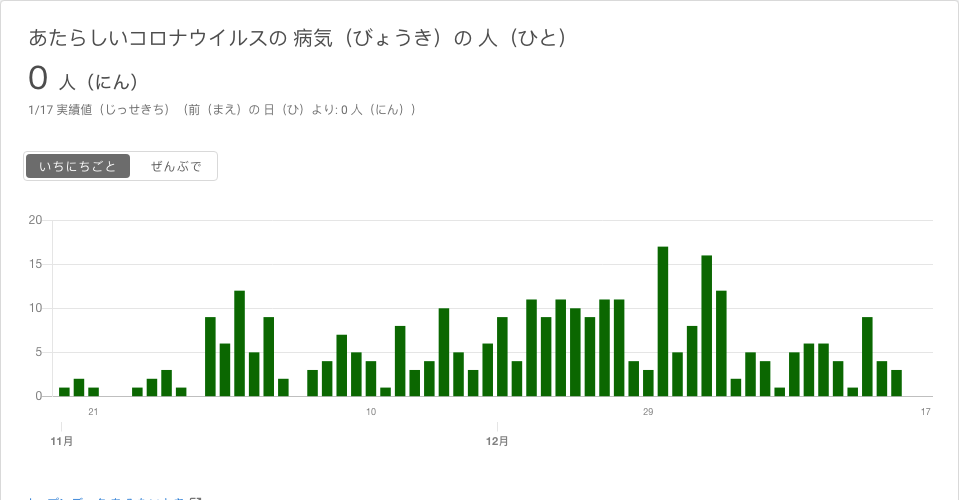 あたらしいコロナウイルスの 病気（びょうき）の 人（ひと）
0 人（にん）
1/17 実績値（じっせきち）（前（まえ）の 日（ひ）より: 0 人（にん））
いちにちごと ぜんぶで
20
15
10
5
0
21 10 29 17
11月 12月